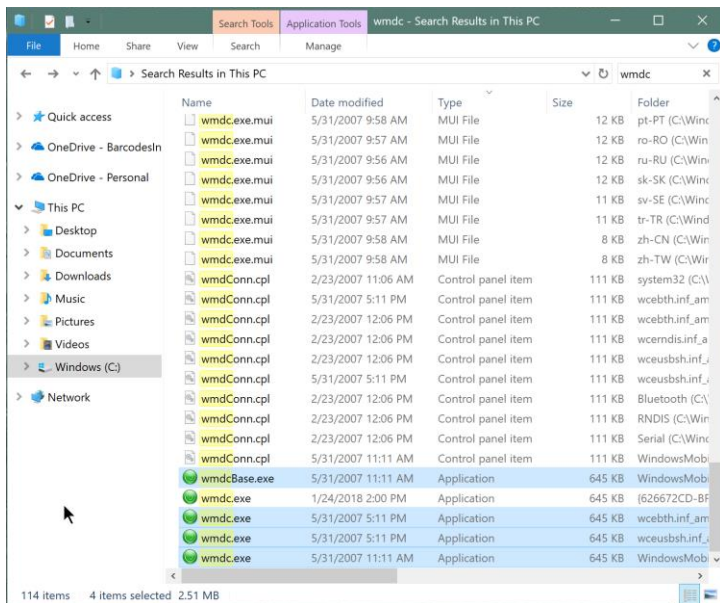 Search Tools Application Tools wmdc - Search Results in This PC
File Home Share View Search Manage
Search Results in This PC wmdc
Name Date modified Type Size Folder
wmdc.exe.mui 5/31/2007 9:58 AM MUI File 12 KB pt-PT (C:\Wind
wmdc.exe.mui 5/31/2007 9:57 AM MUI File 12 KB ro-RO (C:\Win
wmdc.exe.mui 5/31/2007 9:56 AM MUI File 12 KB ru-RU (C:\Win
wmdc.exe.mui 5/31/2007 9:56 AM MUI File 12 KB sk-SK (C:\Wind
wmdc.exe.mui 5/31/2007 9:57 AM MUI File 11 KB sv-SE (C:\Wind
wmdc.exe.mui 5/31/2007 9:57 AM MUI File 11 KB tr-TR (C:\Wind
wmdc.exe.mui 5/31/2007 9:58 AM MUI File 8 KB zh-CN (C:\Win
wmdc.exe.mui 5/31/2007 9:58 AM MUI File 8 KB zh-TW (C:\Wir
wmdConn.cpl 2/23/2007 11:06 AM Control panel item 111 KB system32 (C:\
wmdConn.cpl 5/31/2007 5:11 PM Control panel item 111 KB wcebth.inf_am
wmdConn.cpl 2/23/2007 12:06 PM Control panel item 111 KB wcebth.inf_am
wmdConn.cpl 2/23/2007 12:06 PM Control panel item 111 KB wcerndis.inf_a
wmdConn.cpl 2/23/2007 12:06 PM Control panel item 111 KB wceusbsh.inf_
wmdConn.cpl 5/31/2007 5:11 PM Control panel item 111 KB wceusbsh.inf_
wmdConn.cpl 2/23/2007 12:06 PM Control panel item 111 KB Bluetooth (C:\
wmdConn.cpl 2/23/2007 12:06 PM Control panel item 111 KB RNDIS (C:\Win
wmdConn.cpl 2/23/2007 12:06 PM Control panel item 111 KB Serial (C:\Wind
wmdConn.cpl 5/31/2007 11:11 AM Control panel item 111 KB WindowsMob
wmdcBase.exe 5/31/2007 11:11 AM Application 645 KB WindowsMob
wmdc.exe 1/24/2018 2:00 PM Application 645 KB {626672CD-BF
wmdc.exe 5/31/2007 5:11 PM Application 645 KB wcebth.inf_am
wmdc.exe 5/31/2007 5:11 PM Application 645 KB wceusbsh.inf_
wmdc.exe 5/31/2007 11:11 AM Application 645 KB WindowsMob
Quick access
OneDrive - BarcodesIn
OneDrive - Personal
This PC
Desktop
Documents
Downloads
Music
Pictures
Videos
Windows (C:)
Network
114 items 4 items selected 2.51 MB